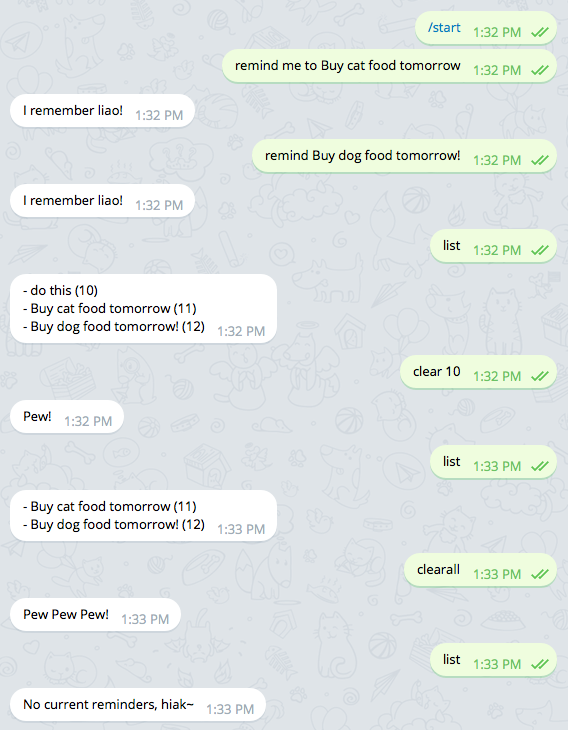 /start 1:32 PM
remind me to Buy cat food tomorrow 1:32 PM
I remember liao! 1:32 PM
remind Buy dog food tomorrow! 1:32 PM
I remember liao! 1:32 PM
list 1:32 PM
- do this (10)
- Buy cat food tomorrow (11)
- Buy dog food tomorrow! (12) 1:32 PM
clear 10 1:32 PM
Pew! 1:32 PM
list 1:33 PM
- Buy cat food tomorrow (11)
- Buy dog food tomorrow! (12) 1:33 PM
clearall 1:33 PM
Pew Pew Pew! 1:33 PM
list 1:33 PM
No current reminders, hiak~ 1:33 PM